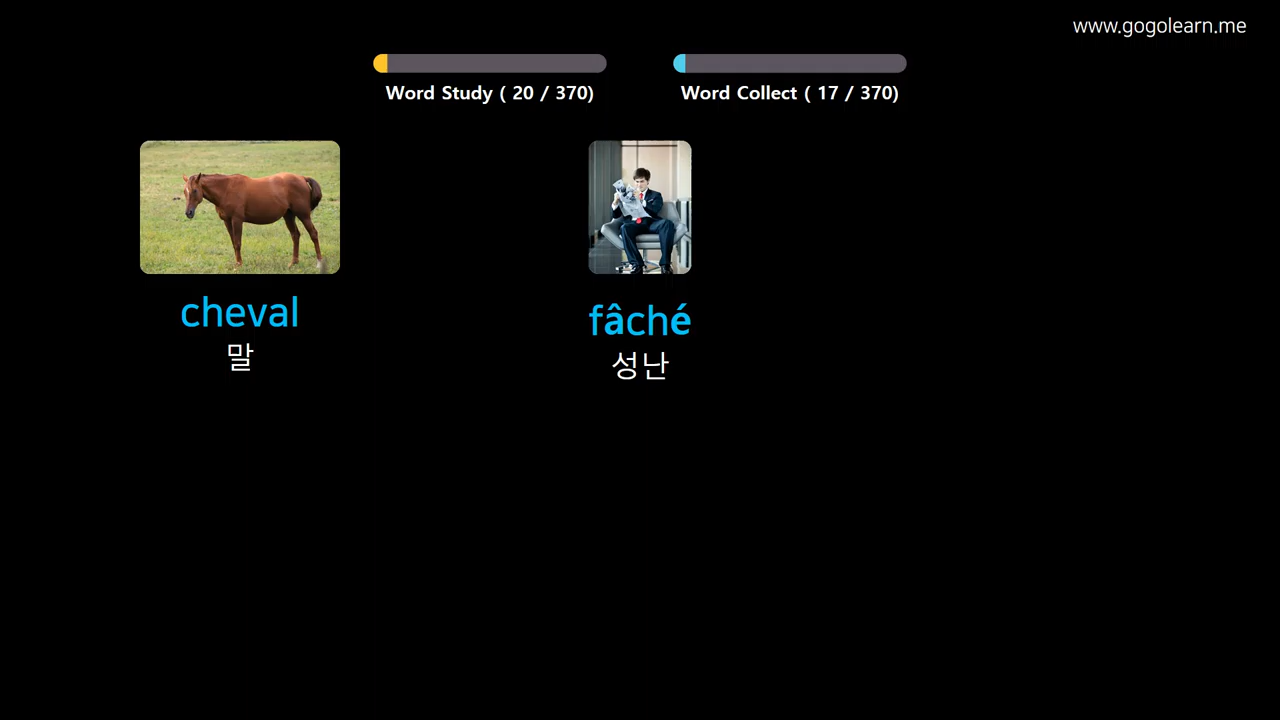 www.gogolearn.me
Word Study ( 20 / 370)
Word Collect ( 17 / 370)
cheval
말
fâché
성난